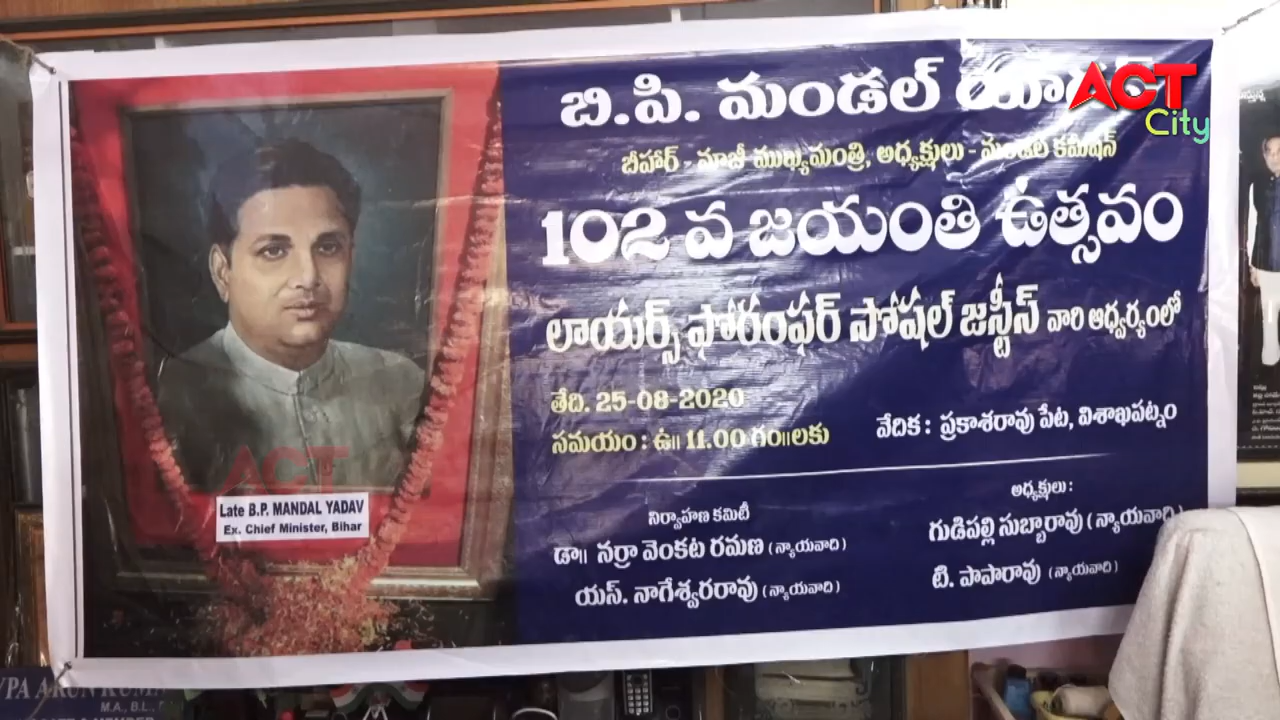 బి.పి. మండల్
ACT
City
బీహార్ - మాజీ ముఖ్యమంత్రి, అధ్యక్షులు - మండల్ కమిషన్
102 వ జయంతి ఉత్సవం
లాయర్స్ ఫోరంఫర్ సోషల్ జస్టీస్ వారి ఆధ్వర్యంలో
తేది. 25-08-2020
సమయం : ఉ॥ 11.00 గం॥లకు
వేదిక : ప్రకాశరావు పేట, విశాఖపట్నం
ACT
Late B.P. MANDAL YADAV
Ex. Chief Minister, Bihar
నిర్వాహణ కమిటీ
డా॥ నర్రా వెంకట రమణ ( న్యాయవాది )
యస్. నాగేశ్వరరావు ( న్యాయవాది )
అధ్యక్షులు :
గుడిపల్లి సుబ్బారావు ( న్యాయవాది )
టి. పాపారావు ( న్యాయవాది )
M.A., B.L.,